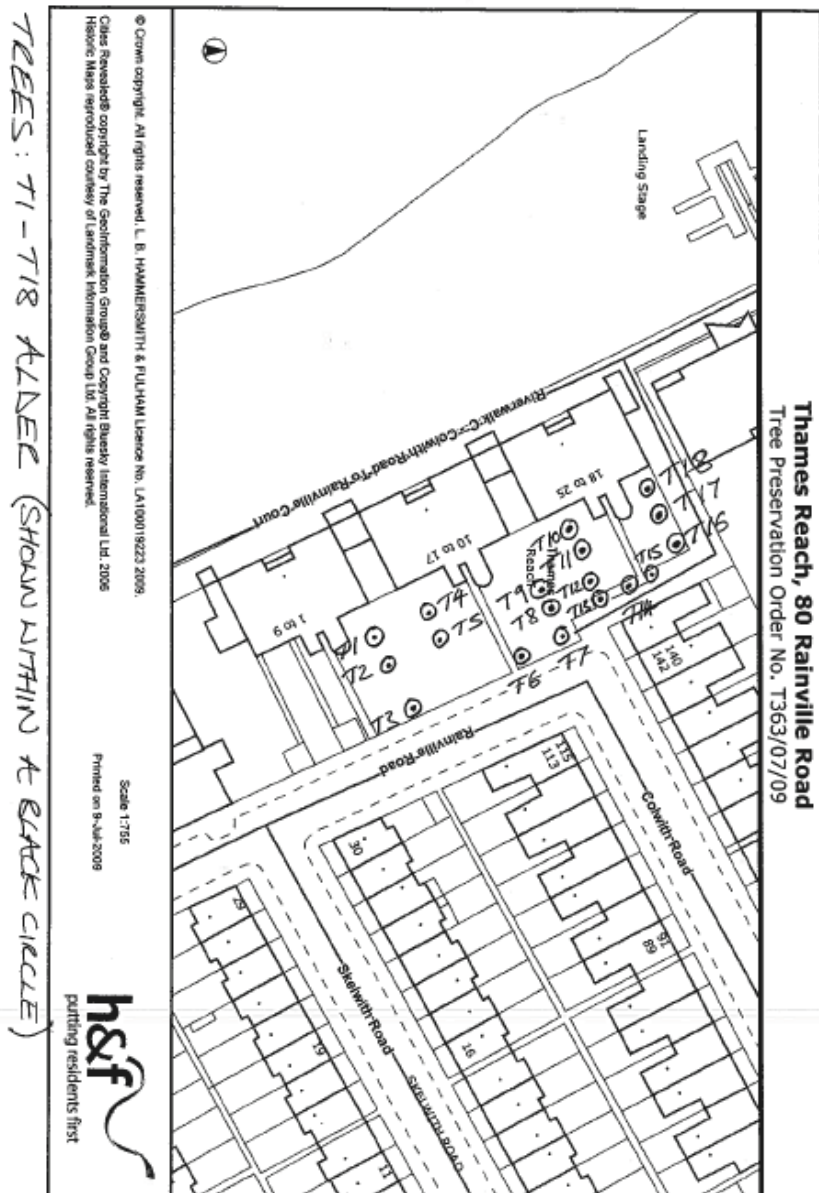 Thames Reach, 80 Rainville Road
Tree Preservation Order No. T363/07/09
Landing Stage
Riverwalk-C-Colwith-Road-To-Rainville Court
18 to 25
10 to 17
1 to 9
Thames
Reach
T18
T17
T16
T15
T14
T13
T12
T11
T10
T9
T8
T7
T6
T5
T4
T3
T2
T1
140
142
115
113
Rainville Road
Colwith Road
91
89
30
16
29
19
11
Skelwith Road
SKELWITH ROAD
© Crown copyright. All rights reserved. L. B. HAMMERSMITH & FULHAM Licence No. LA100019223 2009.
Cities Revealed® copyright by The GeoInformation Group® and Copyright Bluesky International Ltd. 2006
Historic Maps reproduced courtesy of Landmark Information Group Ltd. All rights reserved.
Scale 1:755
Printed on 9-Jul-2009
h&f
putting residents first
TREES: T1-T18 ALDER (SHOWN WITHIN A BLACK CIRCLE)